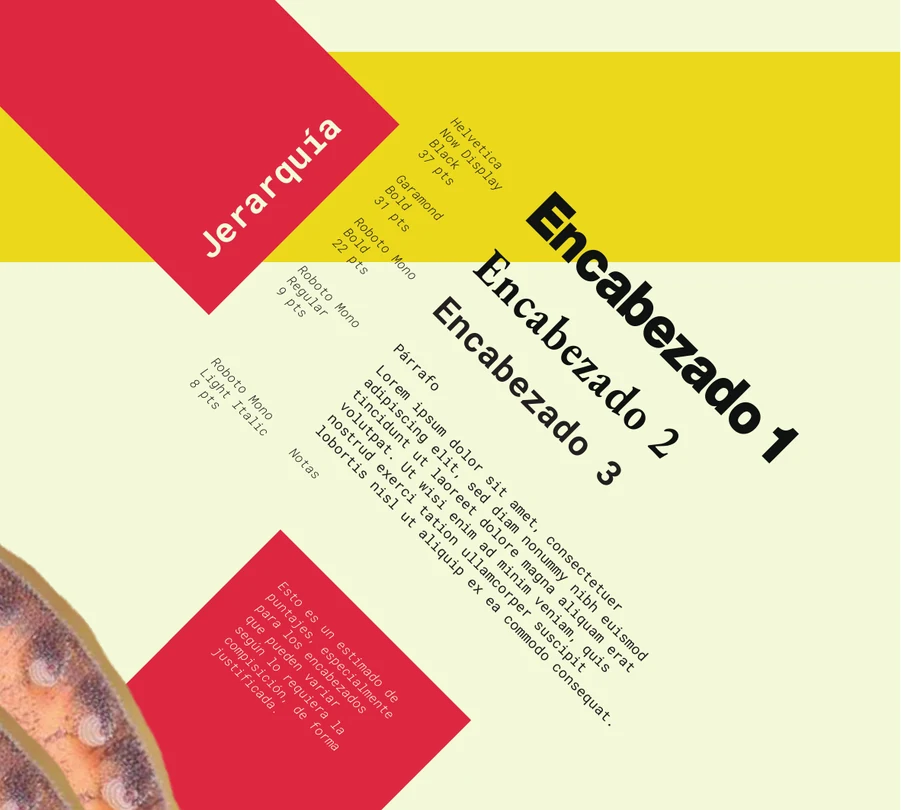 Jerarquía
Helvetica
Now Display
Black
37 pts
Encabezado 1
Garamond
Bold
31 pts
Encabezado 2
Roboto Mono
Bold
22 pts
Encabezado 3
Roboto Mono
Regular
9 pts
Párrafo
Lorem ipsum dolor sit amet, consectetuer
adipiscing elit, sed diam nonummy nibh euismod
tincidunt ut laoreet dolore magna aliquam erat
volutpat. Ut wisi enim ad minim veniam, quis
nostrud exerci tation ullamcorper suscipit
lobortis nisl ut aliquip ex ea commodo consequat.
Roboto Mono
Light Italic
8 pts
Notas
Esto es un estimado de
puntajes, especialmente
para los encabezados
que pueden variar
según lo requiera la
compisición, de forma
justificada.